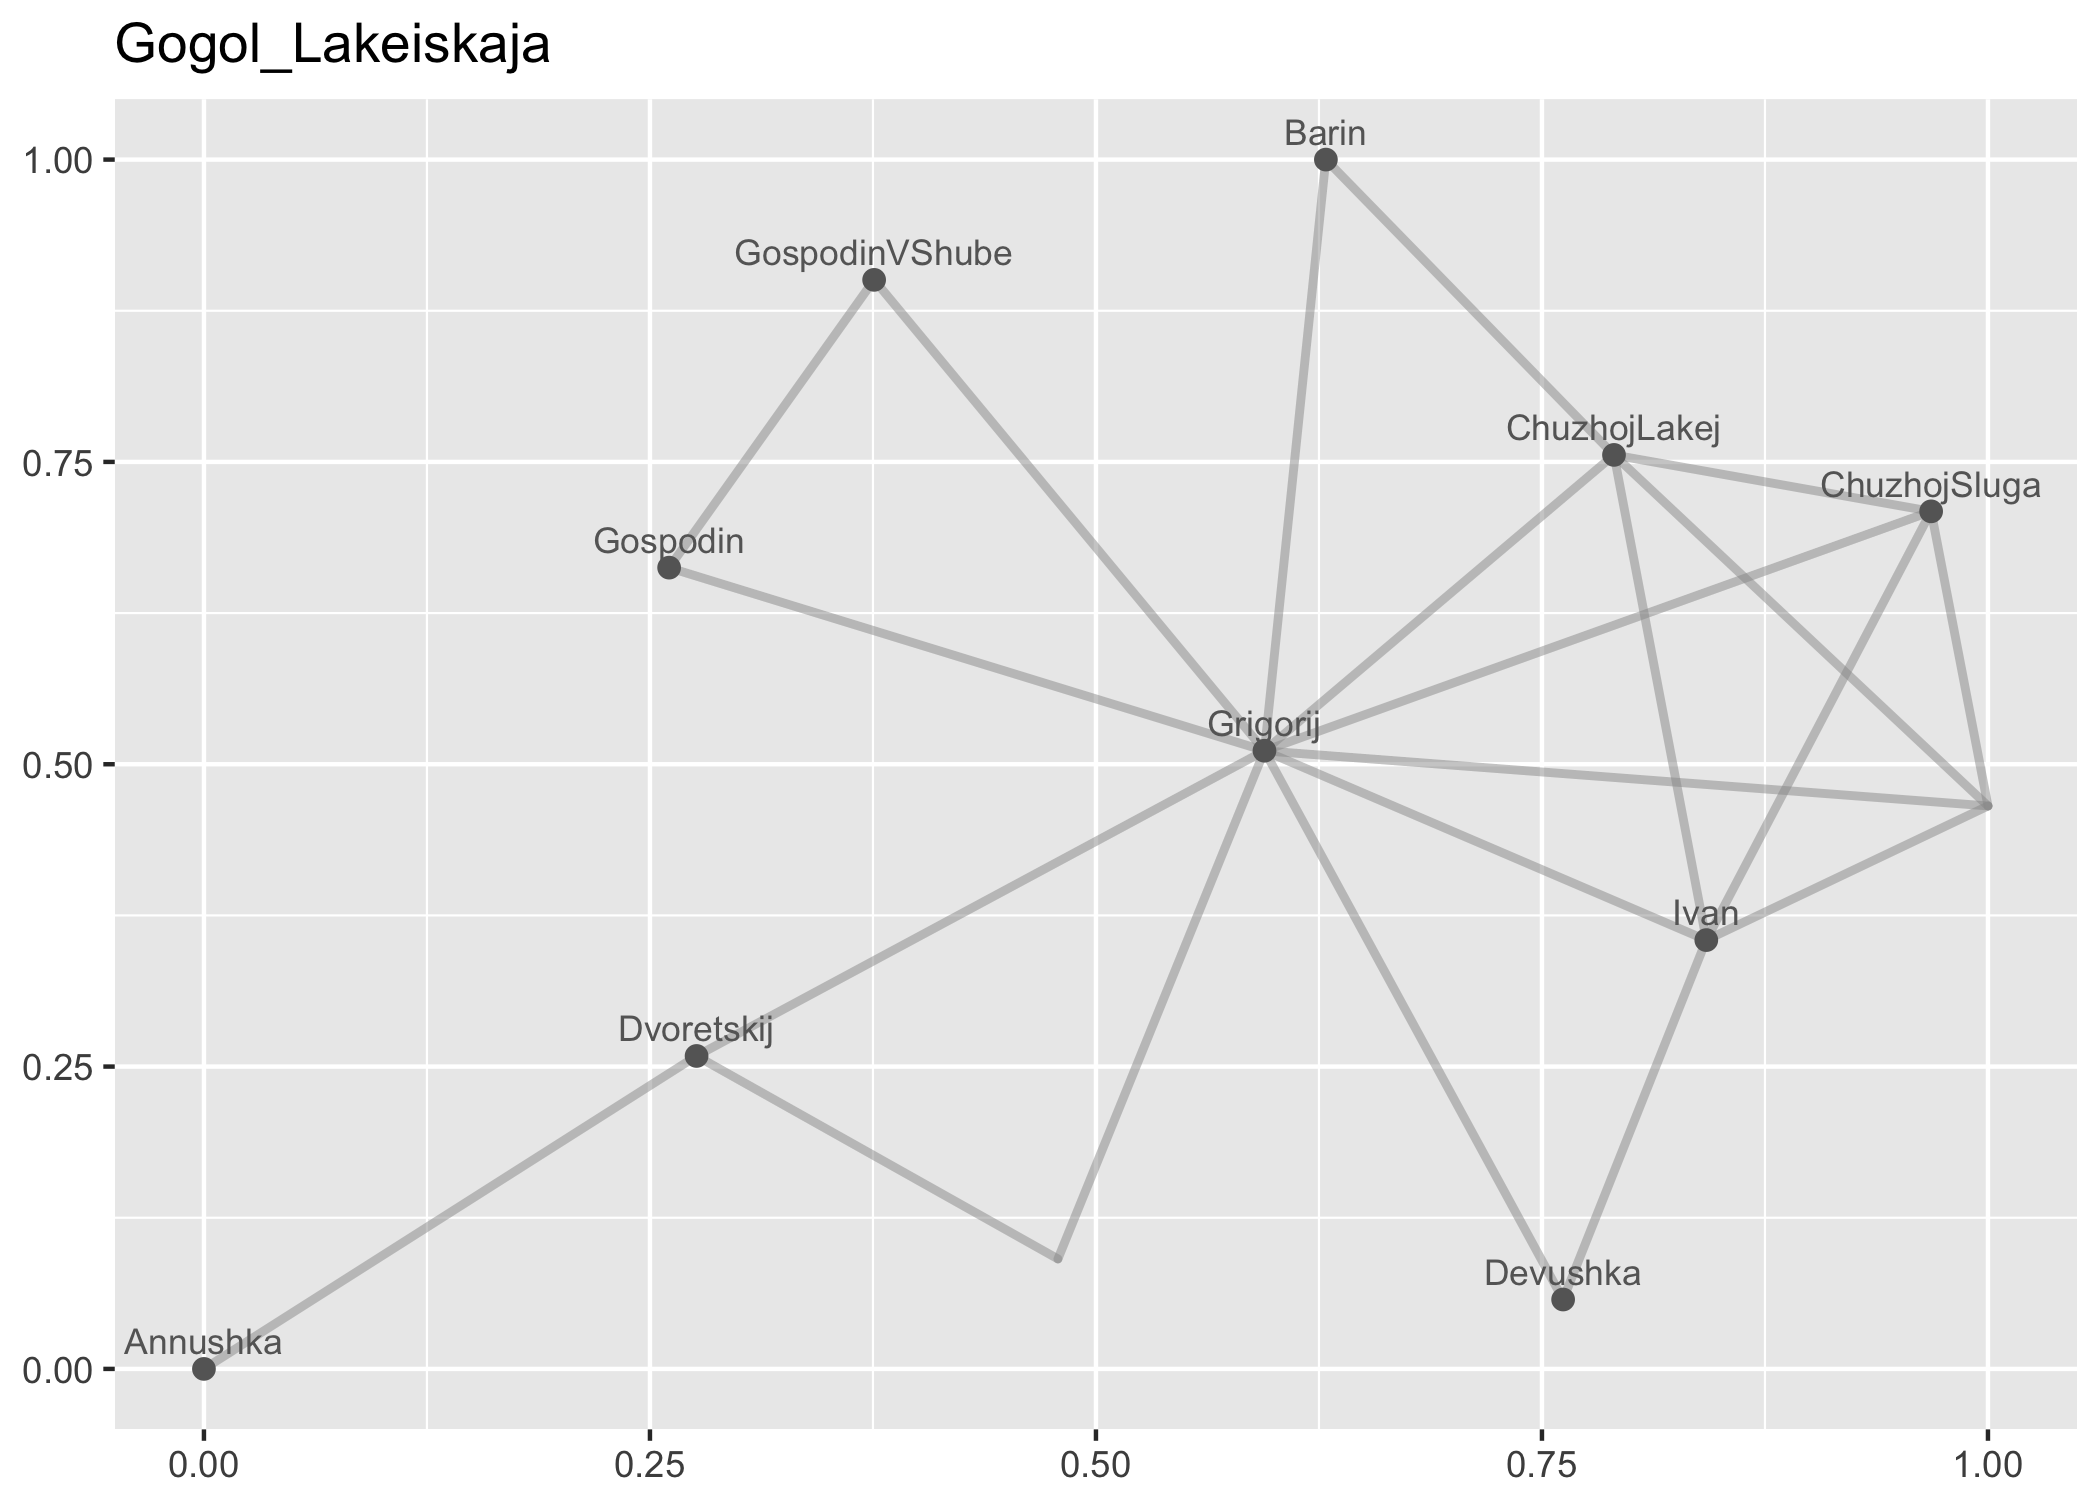 Gogol_Lakeiskaja
Barin
1.00
GospodinVShube
ChuzhojLakej
0.75
ChuzhojSluga
Gospodin
Grigorij
0.50
Ivan
Dvoretskij
0.25
Devushka
Annushka
0.00
0.00 0.25 0.50 0.75 1.00